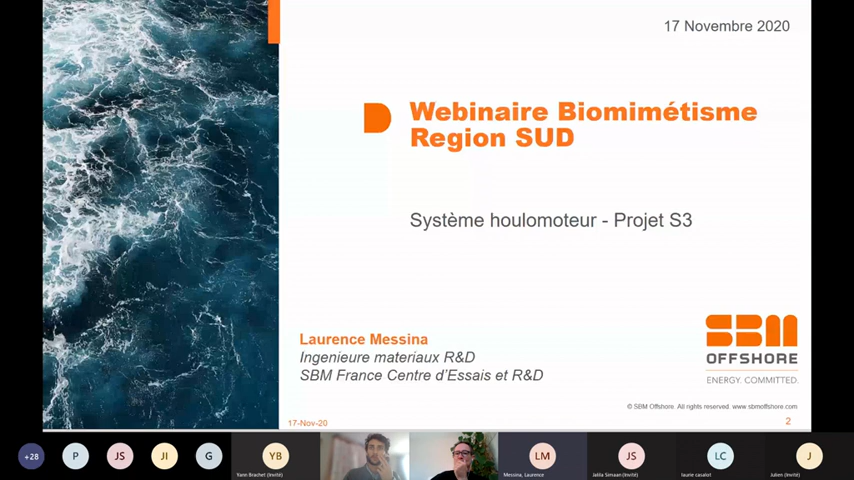 17 Novembre 2020
Webinaire Biomimétisme
Region SUD
Système houlomoteur - Projet S3
Laurence Messina
Ingenieure materiaux R&D
SBM France Centre d'Essais et R&D
SBM
OFFSHORE
ENERGY. COMMITTED.
© SBM Offshore. All rights reserved. www.sbmoffshore.com
17-Nov-20
2
+28
P
JS
JI
G
YB
LM
JS
LC
J
Yann Brachet (Invité)
Messina, Laurence
Jalila Simaan (Invité)
laurie casalot
Julien (Invité)